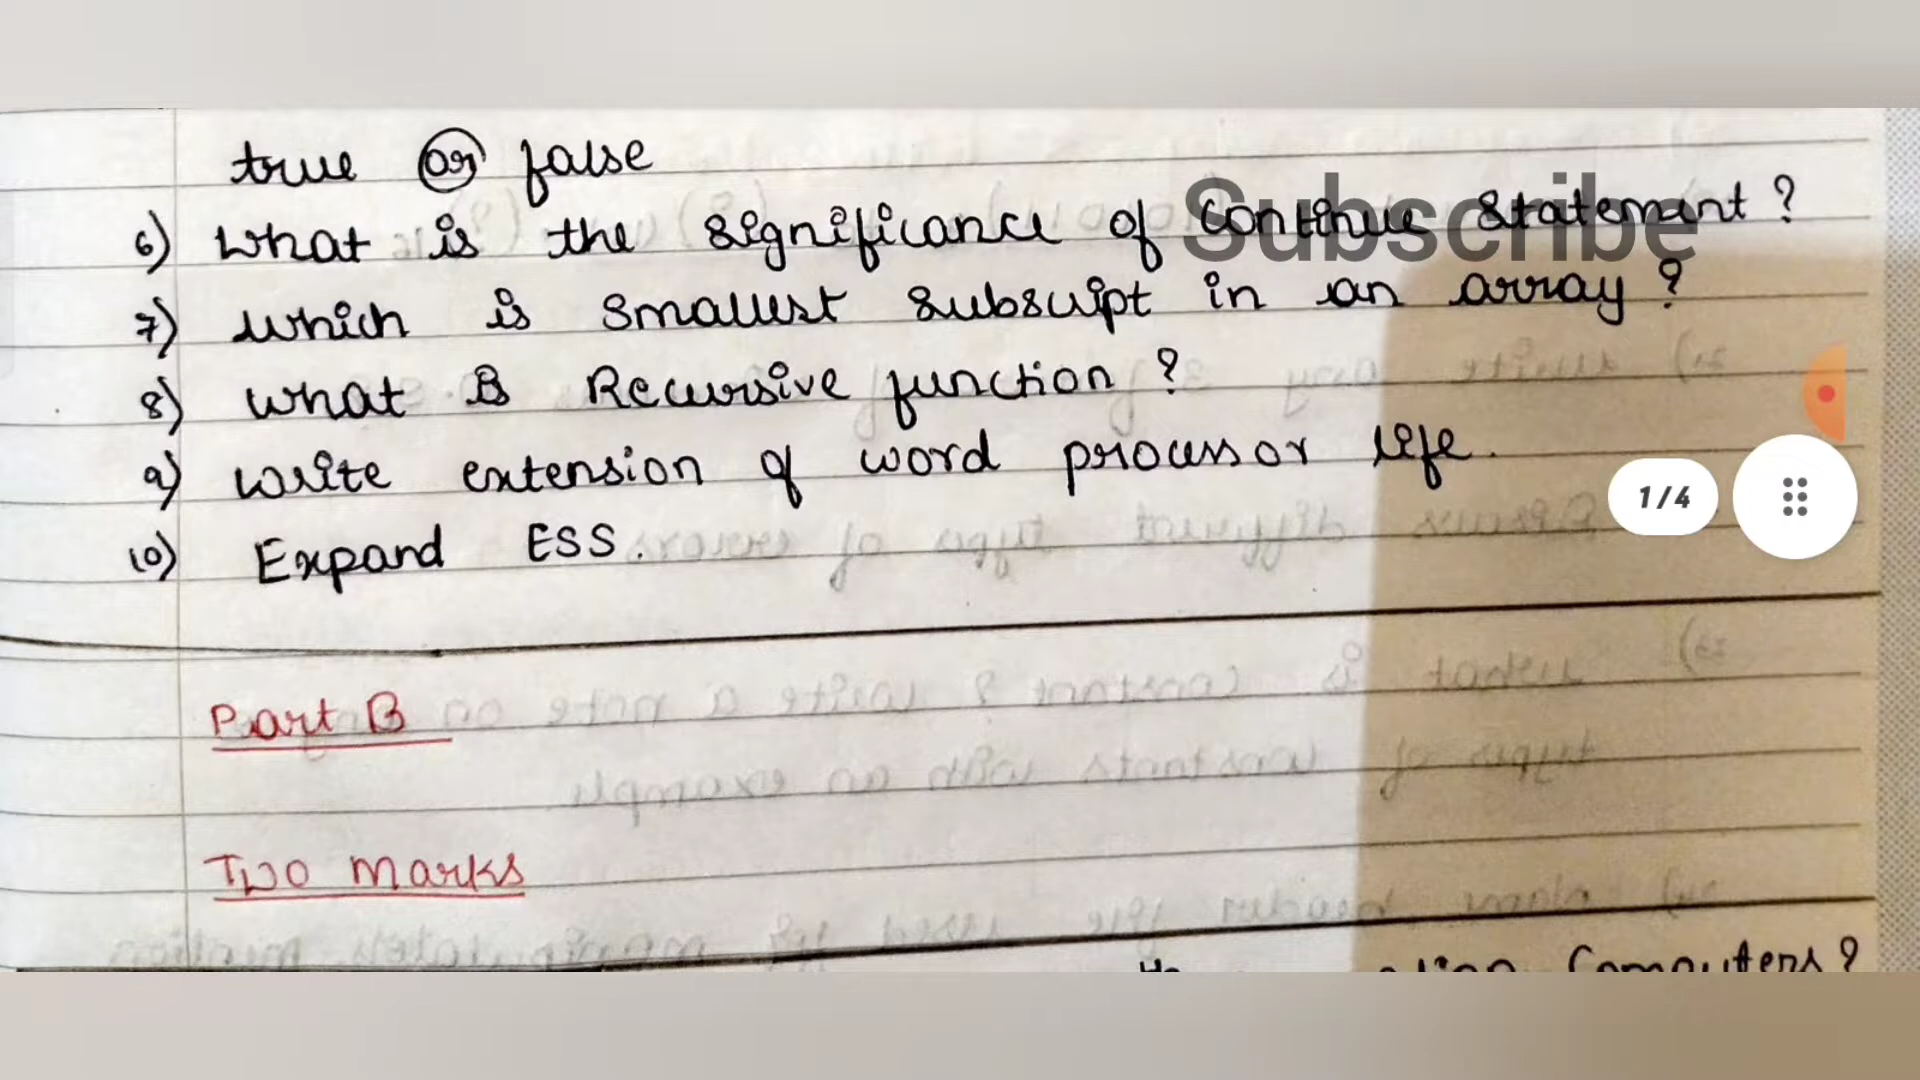 true or false
6) What is the significance of continue statement?
Subscribe
7) Which is smallest subscript in an array?
8) What is Recursive function?
9) Write extension of word processor life.
10) Expand ESS.
1/4
Part B
Two Marks
Computers?